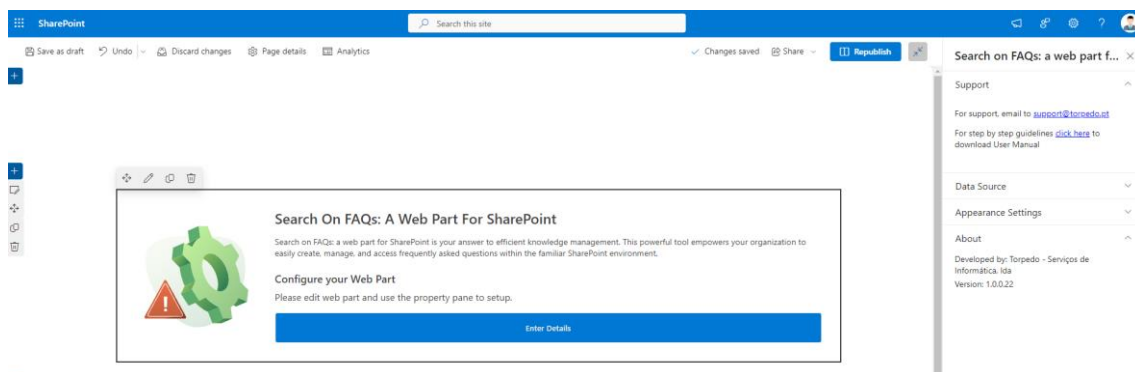 SharePoint
Search this site
Save as draft Undo Discard changes Page details Analytics
Changes saved Share Republish
Search On FAQs: A Web Part For SharePoint
Search on FAQs: a web part for SharePoint is your answer to efficient knowledge management. This powerful tool empowers your organization to
easily create, manage, and access frequently asked questions within the familiar SharePoint environment.
Configure your Web Part
Please edit web part and use the property pane to setup.
Enter Details
Search on FAQs: a web part f...
Support
For support, email to support@torpedo.pt
For step by step guidelines click here to
download User Manual
Data Source
Appearance Settings
About
Developed by: Torpedo - Serviços de
Informática, lda
Version: 1.0.0.22